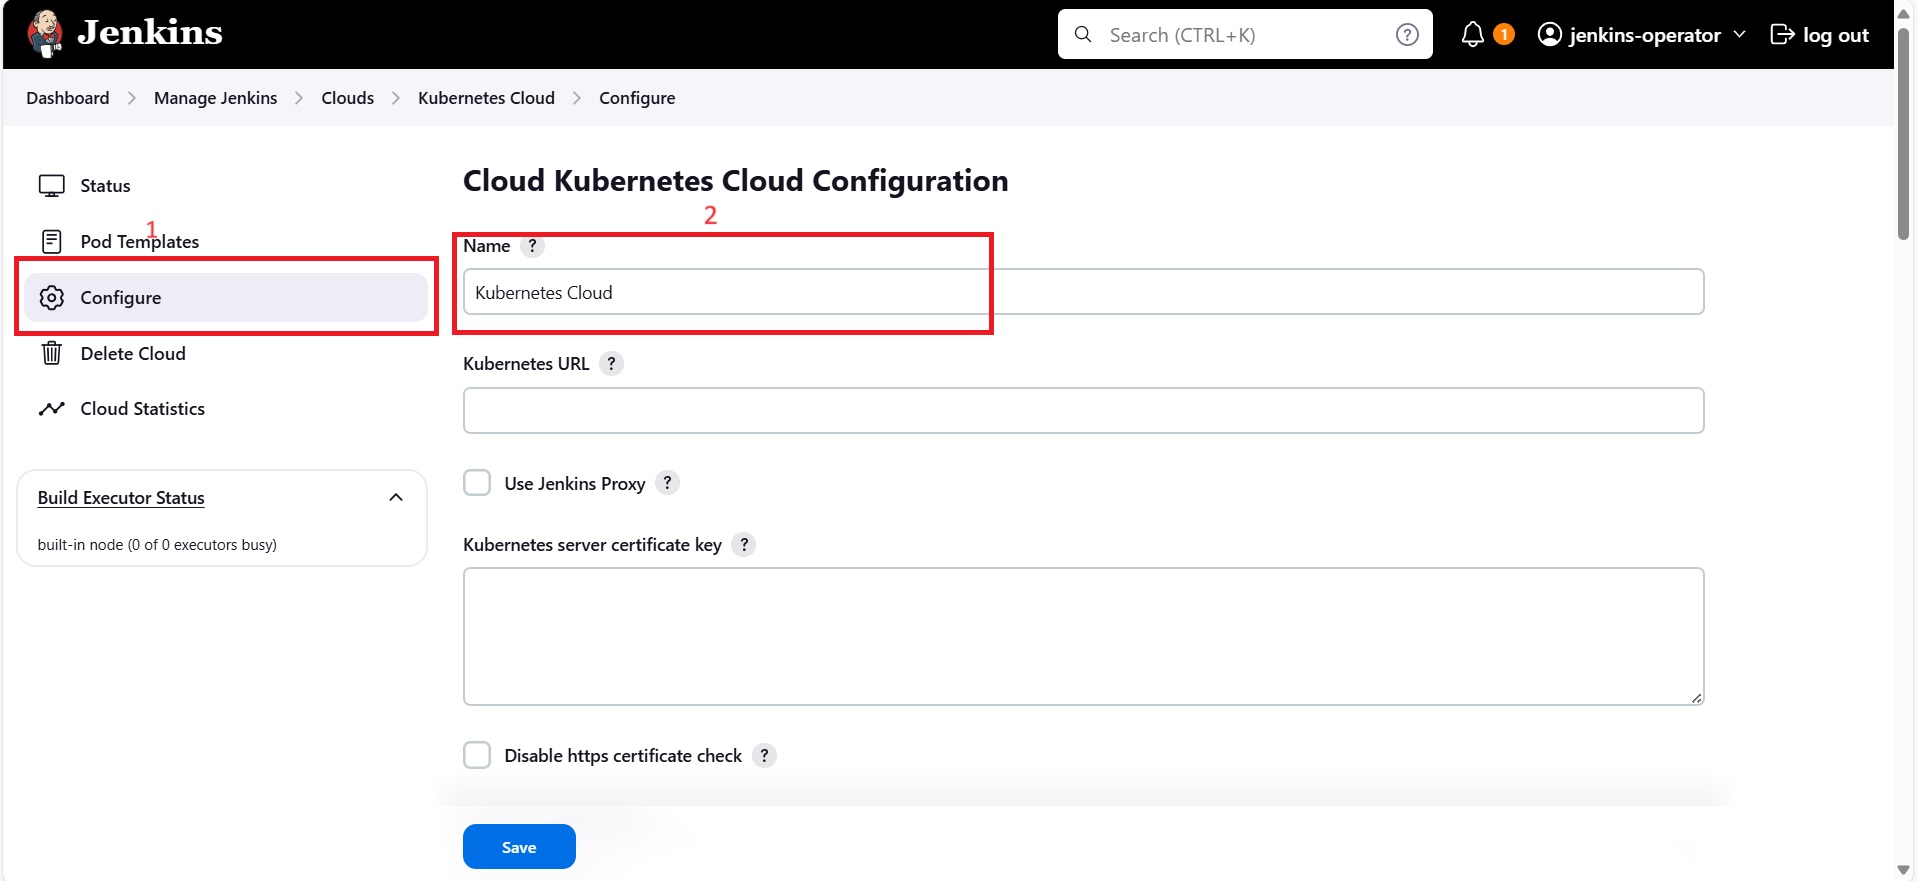 Jenkins
Search (CTRL+K) ?
1
jenkins-operator
log out
Dashboard > Manage Jenkins > Clouds > Kubernetes Cloud > Configure
Status
1
Pod Templates
Configure
Delete Cloud
Cloud Statistics
Build Executor Status
built-in node (0 of 0 executors busy)
Cloud Kubernetes Cloud Configuration
2
Name ?
Kubernetes Cloud
Kubernetes URL ?
Use Jenkins Proxy ?
Kubernetes server certificate key ?
Disable https certificate check ?
Save